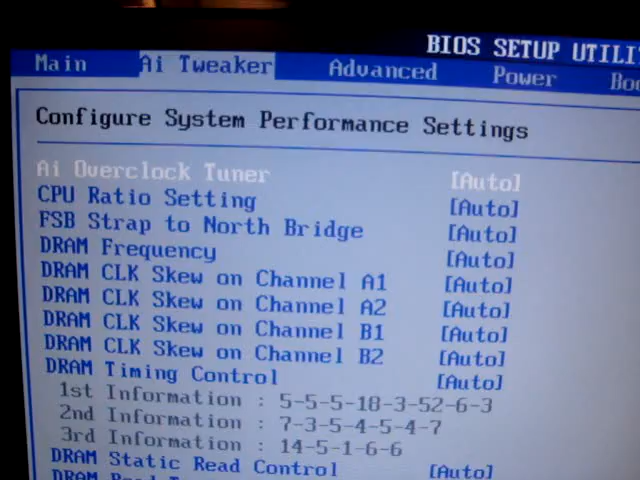 BIOS SETUP UTILI
Main Ai Tweaker Advanced Power Boo
Configure System Performance Settings
Ai Overclock Tuner [Auto]
CPU Ratio Setting [Auto]
FSB Strap to North Bridge [Auto]
DRAM Frequency [Auto]
DRAM CLK Skew on Channel A1 [Auto]
DRAM CLK Skew on Channel A2 [Auto]
DRAM CLK Skew on Channel B1 [Auto]
DRAM CLK Skew on Channel B2 [Auto]
DRAM Timing Control [Auto]
1st Information : 5-5-5-18-3-52-6-3
2nd Information : 7-3-5-4-5-4-7
3rd Information : 14-5-1-6-6
DRAM Static Read Control [Auto]
DRAM